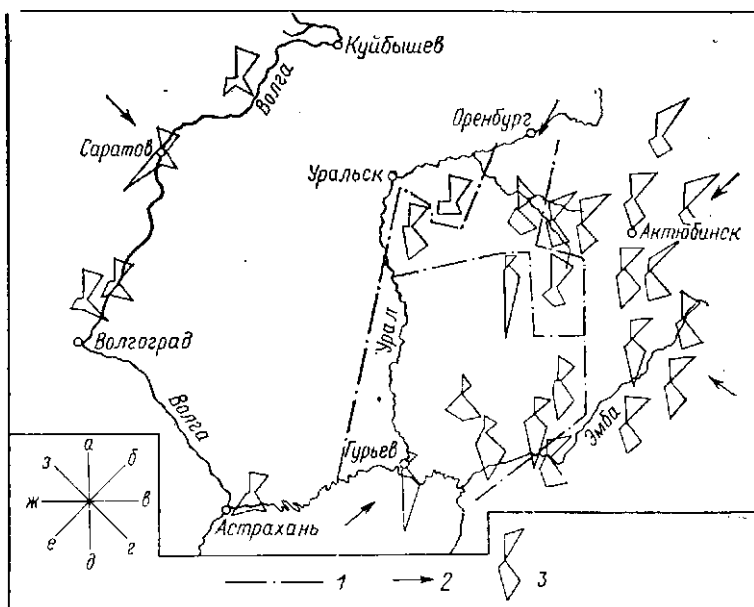 Куйбышев
Волга
Саратов
Оренбург
Уральск
Актюбинск
Волгоград
Урал
Волга
Эмба
Гурьев
Астрахань
а
б
в
г
д
е
ж
з
1
2
3